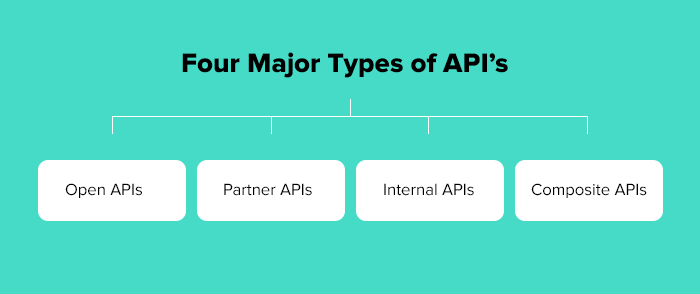 Four Major Types of API’s
Open APIs
Partner APIs
Internal APIs
Composite APIs